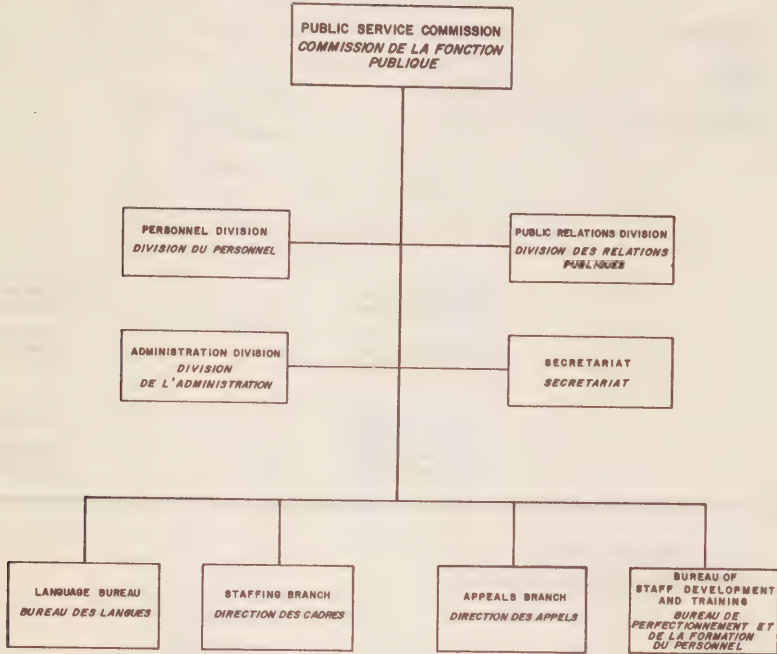 PUBLIC SERVICE COMMISSION
COMMISSION DE LA FONCTION
PUBLIQUE
PERSONNEL DIVISION
DIVISION DU PERSONNEL
PUBLIC RELATIONS DIVISION
DIVISION DES RELATIONS
PUBLIQUES
ADMINISTRATION DIVISION
DIVISION
DE L'ADMINISTRATION
SECRETARIAT
SECRETARIAT
LANGUAGE BUREAU
BUREAU DES LANGUES
STAFFING BRANCH
DIRECTION DES CADRES
APPEALS BRANCH
DIRECTION DES APPELS
BUREAU OF
STAFF DEVELOPMENT
AND TRAINING
BUREAU DE
PERFECTIONNEMENT ET
DE LA FORMATION
DU PERSONNEL